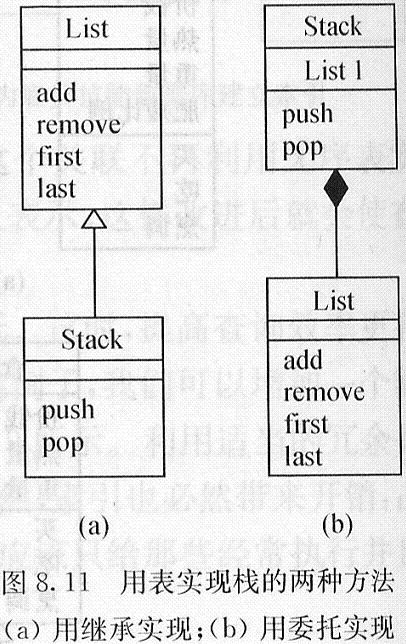 List
add
remove
first
last
Stack
push
pop
(a)
Stack
List l
push
pop
List
add
remove
first
last
(b)
图 8.11 用表实现栈的两种方法
(a) 用继承实现;(b) 用委托实现